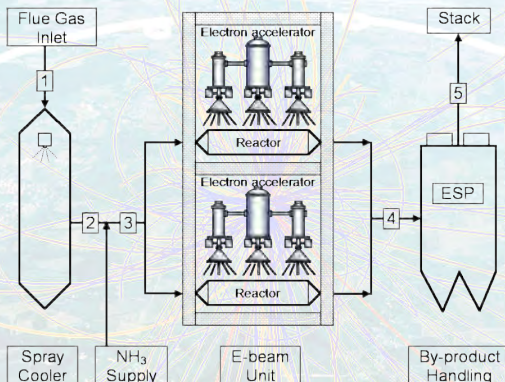 Flue Gas
Inlet
1
2
3
Electron accelerator
Reactor
Electron accelerator
Reactor
4
5
Stack
ESP
Spray
Cooler
NH₃
Supply
E-beam
Unit
By-product
Handling